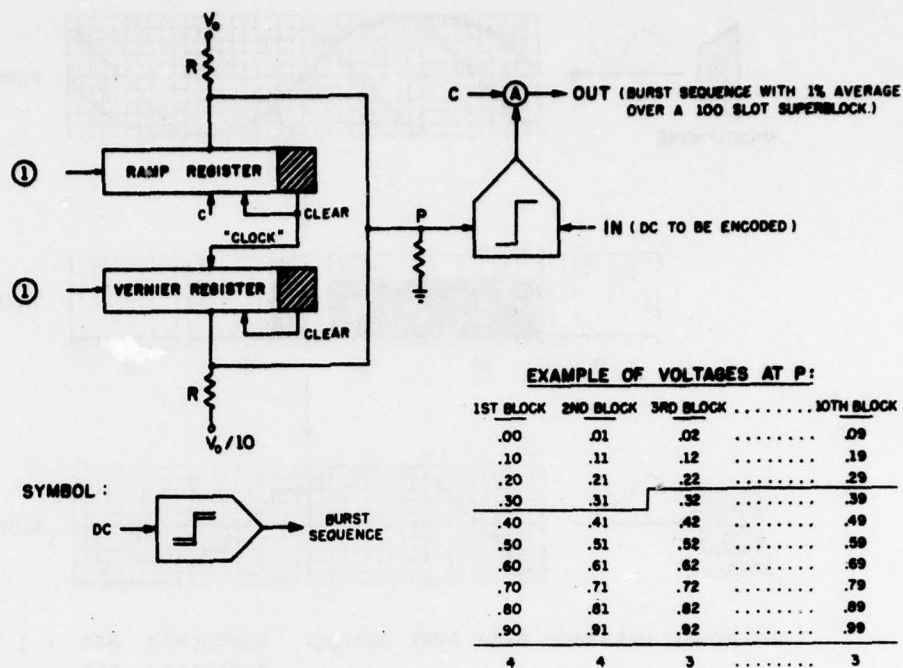 V₀
R
① RAMP REGISTER
C
CLEAR
"CLOCK"
① VERNIER REGISTER
CLEAR
R
V₀/10
P
C A OUT (BURST SEQUENCE WITH 1% AVERAGE
OVER A 100 SLOT SUPERBLOCK.)
IN (DC TO BE ENCODED)
SYMBOL :
DC
BURST
SEQUENCE
EXAMPLE OF VOLTAGES AT P:
1ST BLOCK 2ND BLOCK 3RD BLOCK ........ 10TH BLOCK
.00 .01 .02 ........ .09
.10 .11 .12 ........ .19
.20 .21 .22 ........ .29
.30 .31 .32 ........ .39
.40 .41 .42 ........ .49
.50 .51 .52 ........ .59
.60 .61 .62 ........ .69
.70 .71 .72 ........ .79
.80 .81 .82 ........ .89
.90 .91 .92 ........ .99
4 4 3 ........ 3